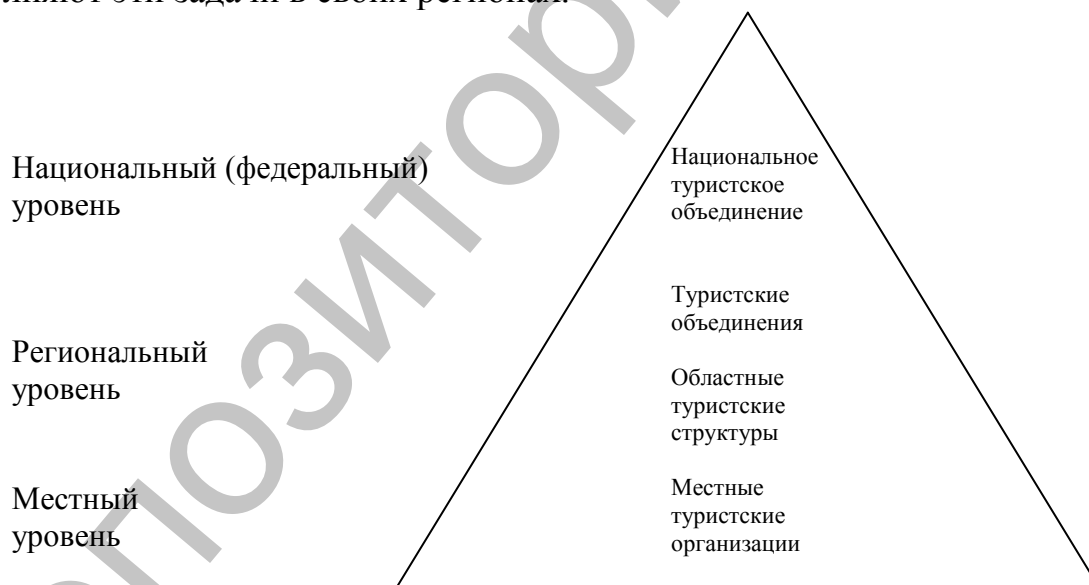 эти задачи в своих регионах.
Национальный (федеральный)
уровень
Национальное
туристское
объединение
Туристские
объединения
Региональный
уровень
Областные
туристские
структуры
Местный
уровень
Местные
туристские
организации